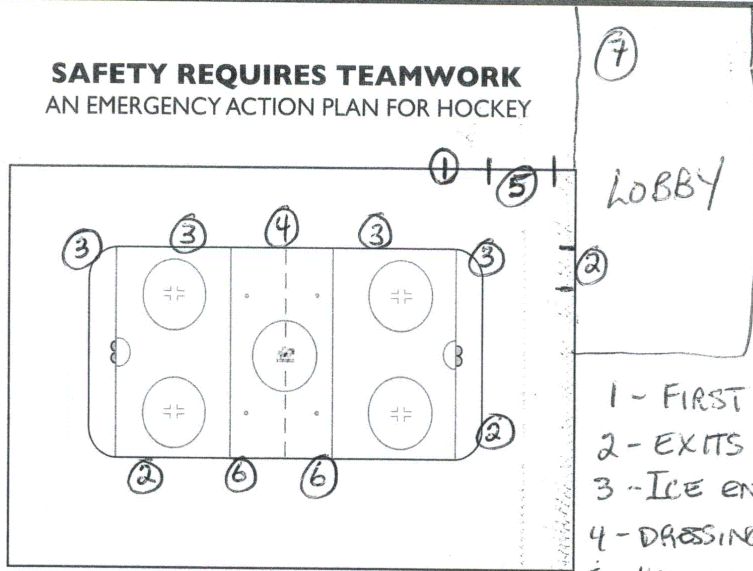 SAFETY REQUIRES TEAMWORK
AN EMERGENCY ACTION PLAN FOR HOCKEY
7
LOBBY
1
5
3
3
4
3
3
2
2
2
6
6
1 - FIRST
2 - EXITS
3 - ICE EN
4 - DRESSING